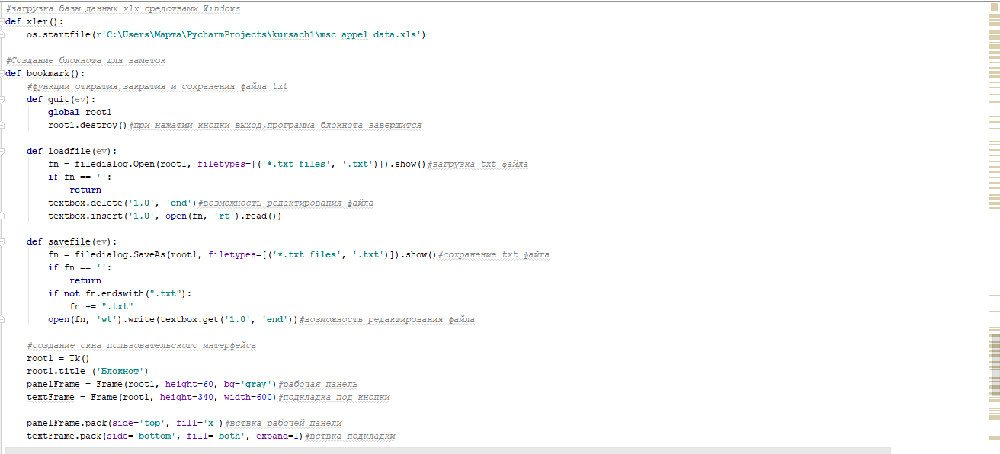 #загрузка базы данных xlx средствами Windows
def xler():
    os.startfile(r'C:\Users\Марта\PycharmProjects\kursach1\msc_appel_data.xls')
#Создание блокнота для заметок
def bookmark():
    #функции открытия,закрытия и сохранения файла txt
    def quit(ev):
        global root1
        root1.destroy()#при нажатии кнопки выход,программа блокнота завершится
    def loadfile(ev):
        fn = filedialog.Open(root1, filetypes=[('*.txt files', '.txt')]).show()#загрузка txt файла
        if fn == '':
            return
        textbox.delete('1.0', 'end')#возможность редактирования файла
        textbox.insert('1.0', open(fn, 'rt').read())
    def savefile(ev):
        fn = filedialog.SaveAs(root1, filetypes=[('*.txt files', '.txt')]).show()#сохранение txt файла
        if fn == '':
            return
        if not fn.endswith(".txt"):
            fn += ".txt"
        open(fn, 'wt').write(textbox.get('1.0', 'end'))#возможность редактирования файла
    #создание окна пользовательского интерфейса
    root1 = Tk()
    root1.title ('Блокнот')
    panelFrame = Frame(root1, height=60, bg='gray')#рабочая панель
    textFrame = Frame(root1, height=340, width=600)#подкладка под кнопки
    panelFrame.pack(side='top', fill='x')#вствка рабочей панели
    textFrame.pack(side='bottom', fill='both', expand=1)#вствка подкладки